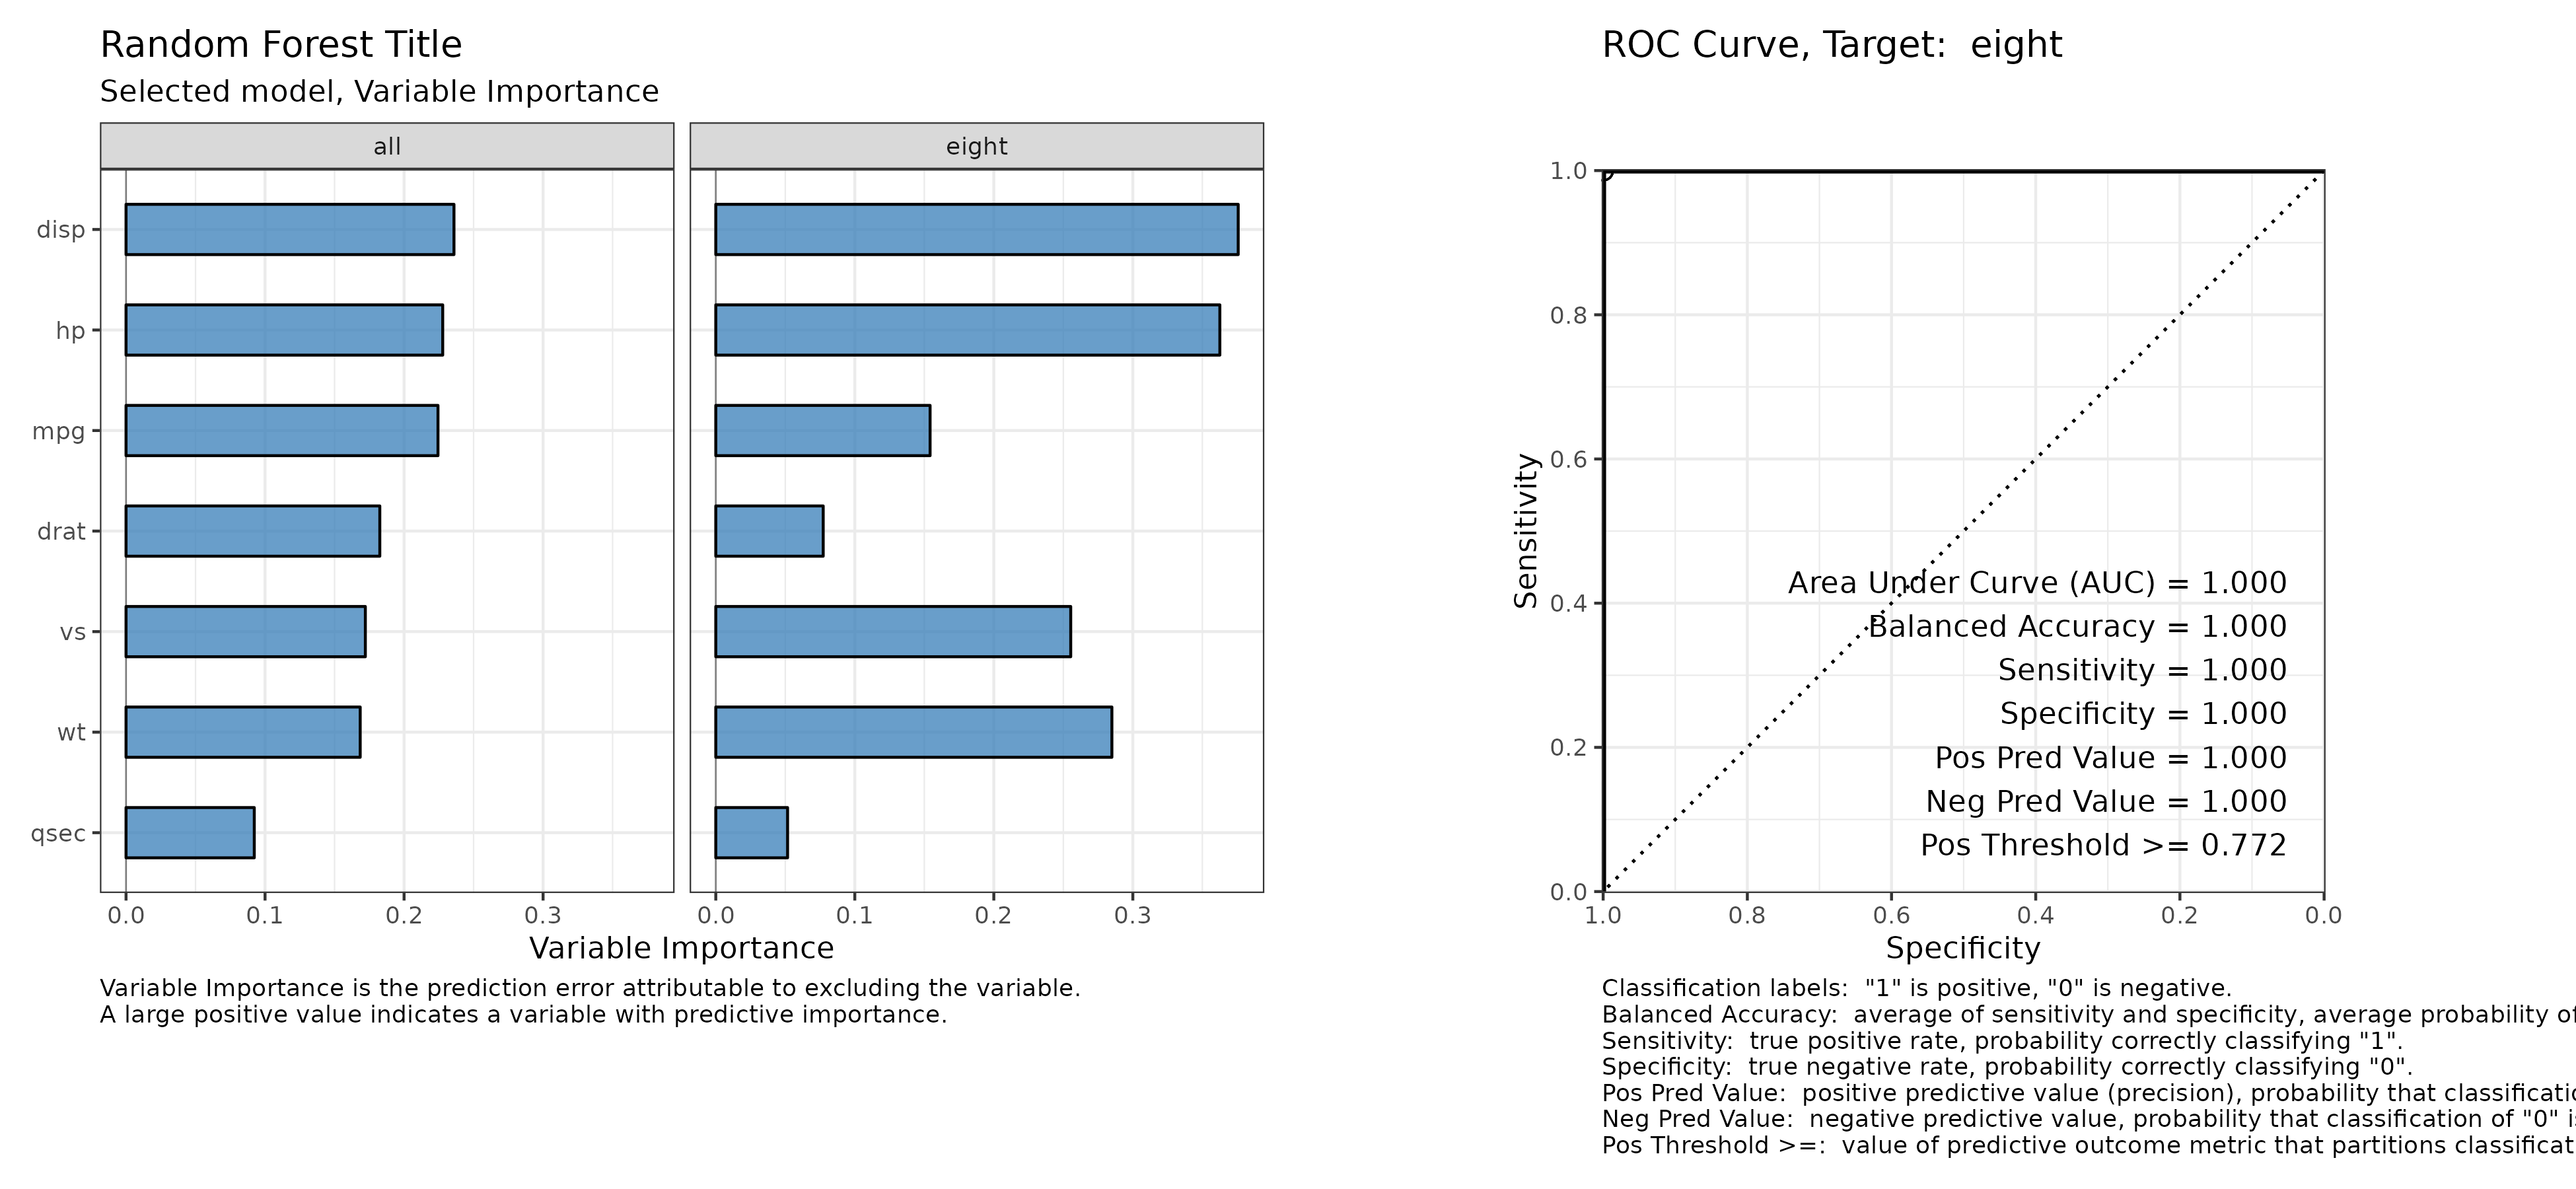 Random Forest Title
Selected model, Variable Importance
all
eight
disp
hp
mpg
drat
vs
wt
qsec
0.0 0.1 0.2 0.3
0.0 0.1 0.2 0.3
Variable Importance
Variable Importance is the prediction error attributable to excluding the variable.
A large positive value indicates a variable with predictive importance.
ROC Curve, Target:  eight
Sensitivity
1.0
0.8
0.6
0.4
0.2
0.0
Area Under Curve (AUC) = 1.000
Balanced Accuracy = 1.000
Sensitivity = 1.000
Specificity = 1.000
Pos Pred Value = 1.000
Neg Pred Value = 1.000
Pos Threshold >= 0.772
1.0 0.8 0.6 0.4 0.2 0.0
Specificity
Classification labels:  "1" is positive, "0" is negative.
Balanced Accuracy:  average of sensitivity and specificity, average probability of
Sensitivity:  true positive rate, probability correctly classifying "1".
Specificity:  true negative rate, probability correctly classifying "0".
Pos Pred Value:  positive predictive value (precision), probability that
Neg Pred Value:  negative predictive value, probability that classification of "0"
Pos Threshold >=:  value of predictive outcome metric that partitions